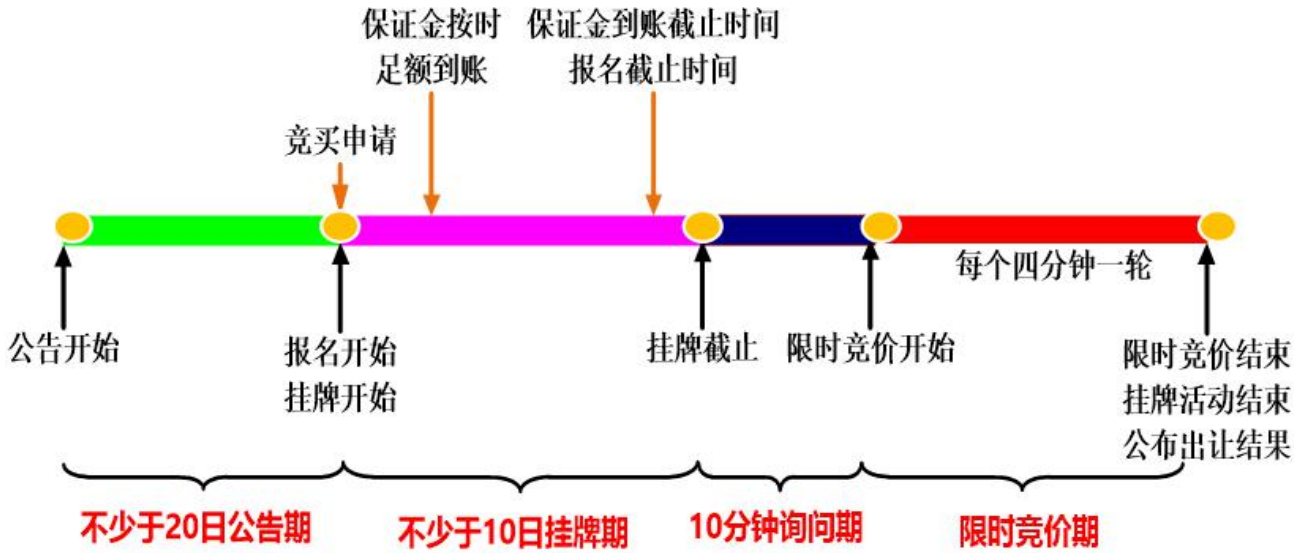 保证金按时
足额到账
保证金到账截止时间
报名截止时间
竞买申请
每个四分钟一轮
公告开始
报名开始
挂牌开始
挂牌截止
限时竞价开始
限时竞价结束
挂牌活动结束
公布出让结果
不少于20日公告期
不少于10日挂牌期
10分钟询问期
限时竞价期